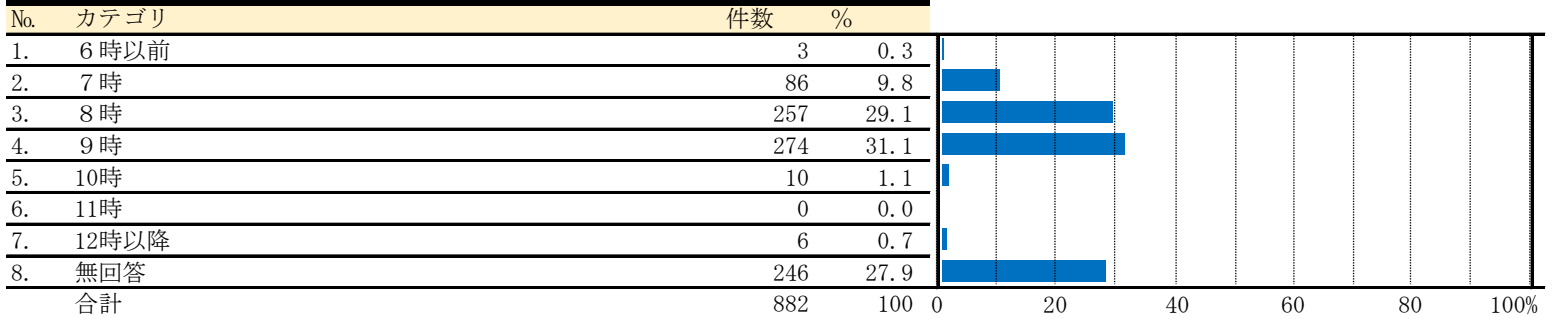 № カテゴリ 件数 %
1. ６時以前 3 0.3
2. ７時 86 9.8
3. ８時 257 29.1
4. ９時 274 31.1
5. 10時 10 1.1
6. 11時 0 0.0
7. 12時以降 6 0.7
8. 無回答 246 27.9
合計 882 100 0 20 40 60 80 100%